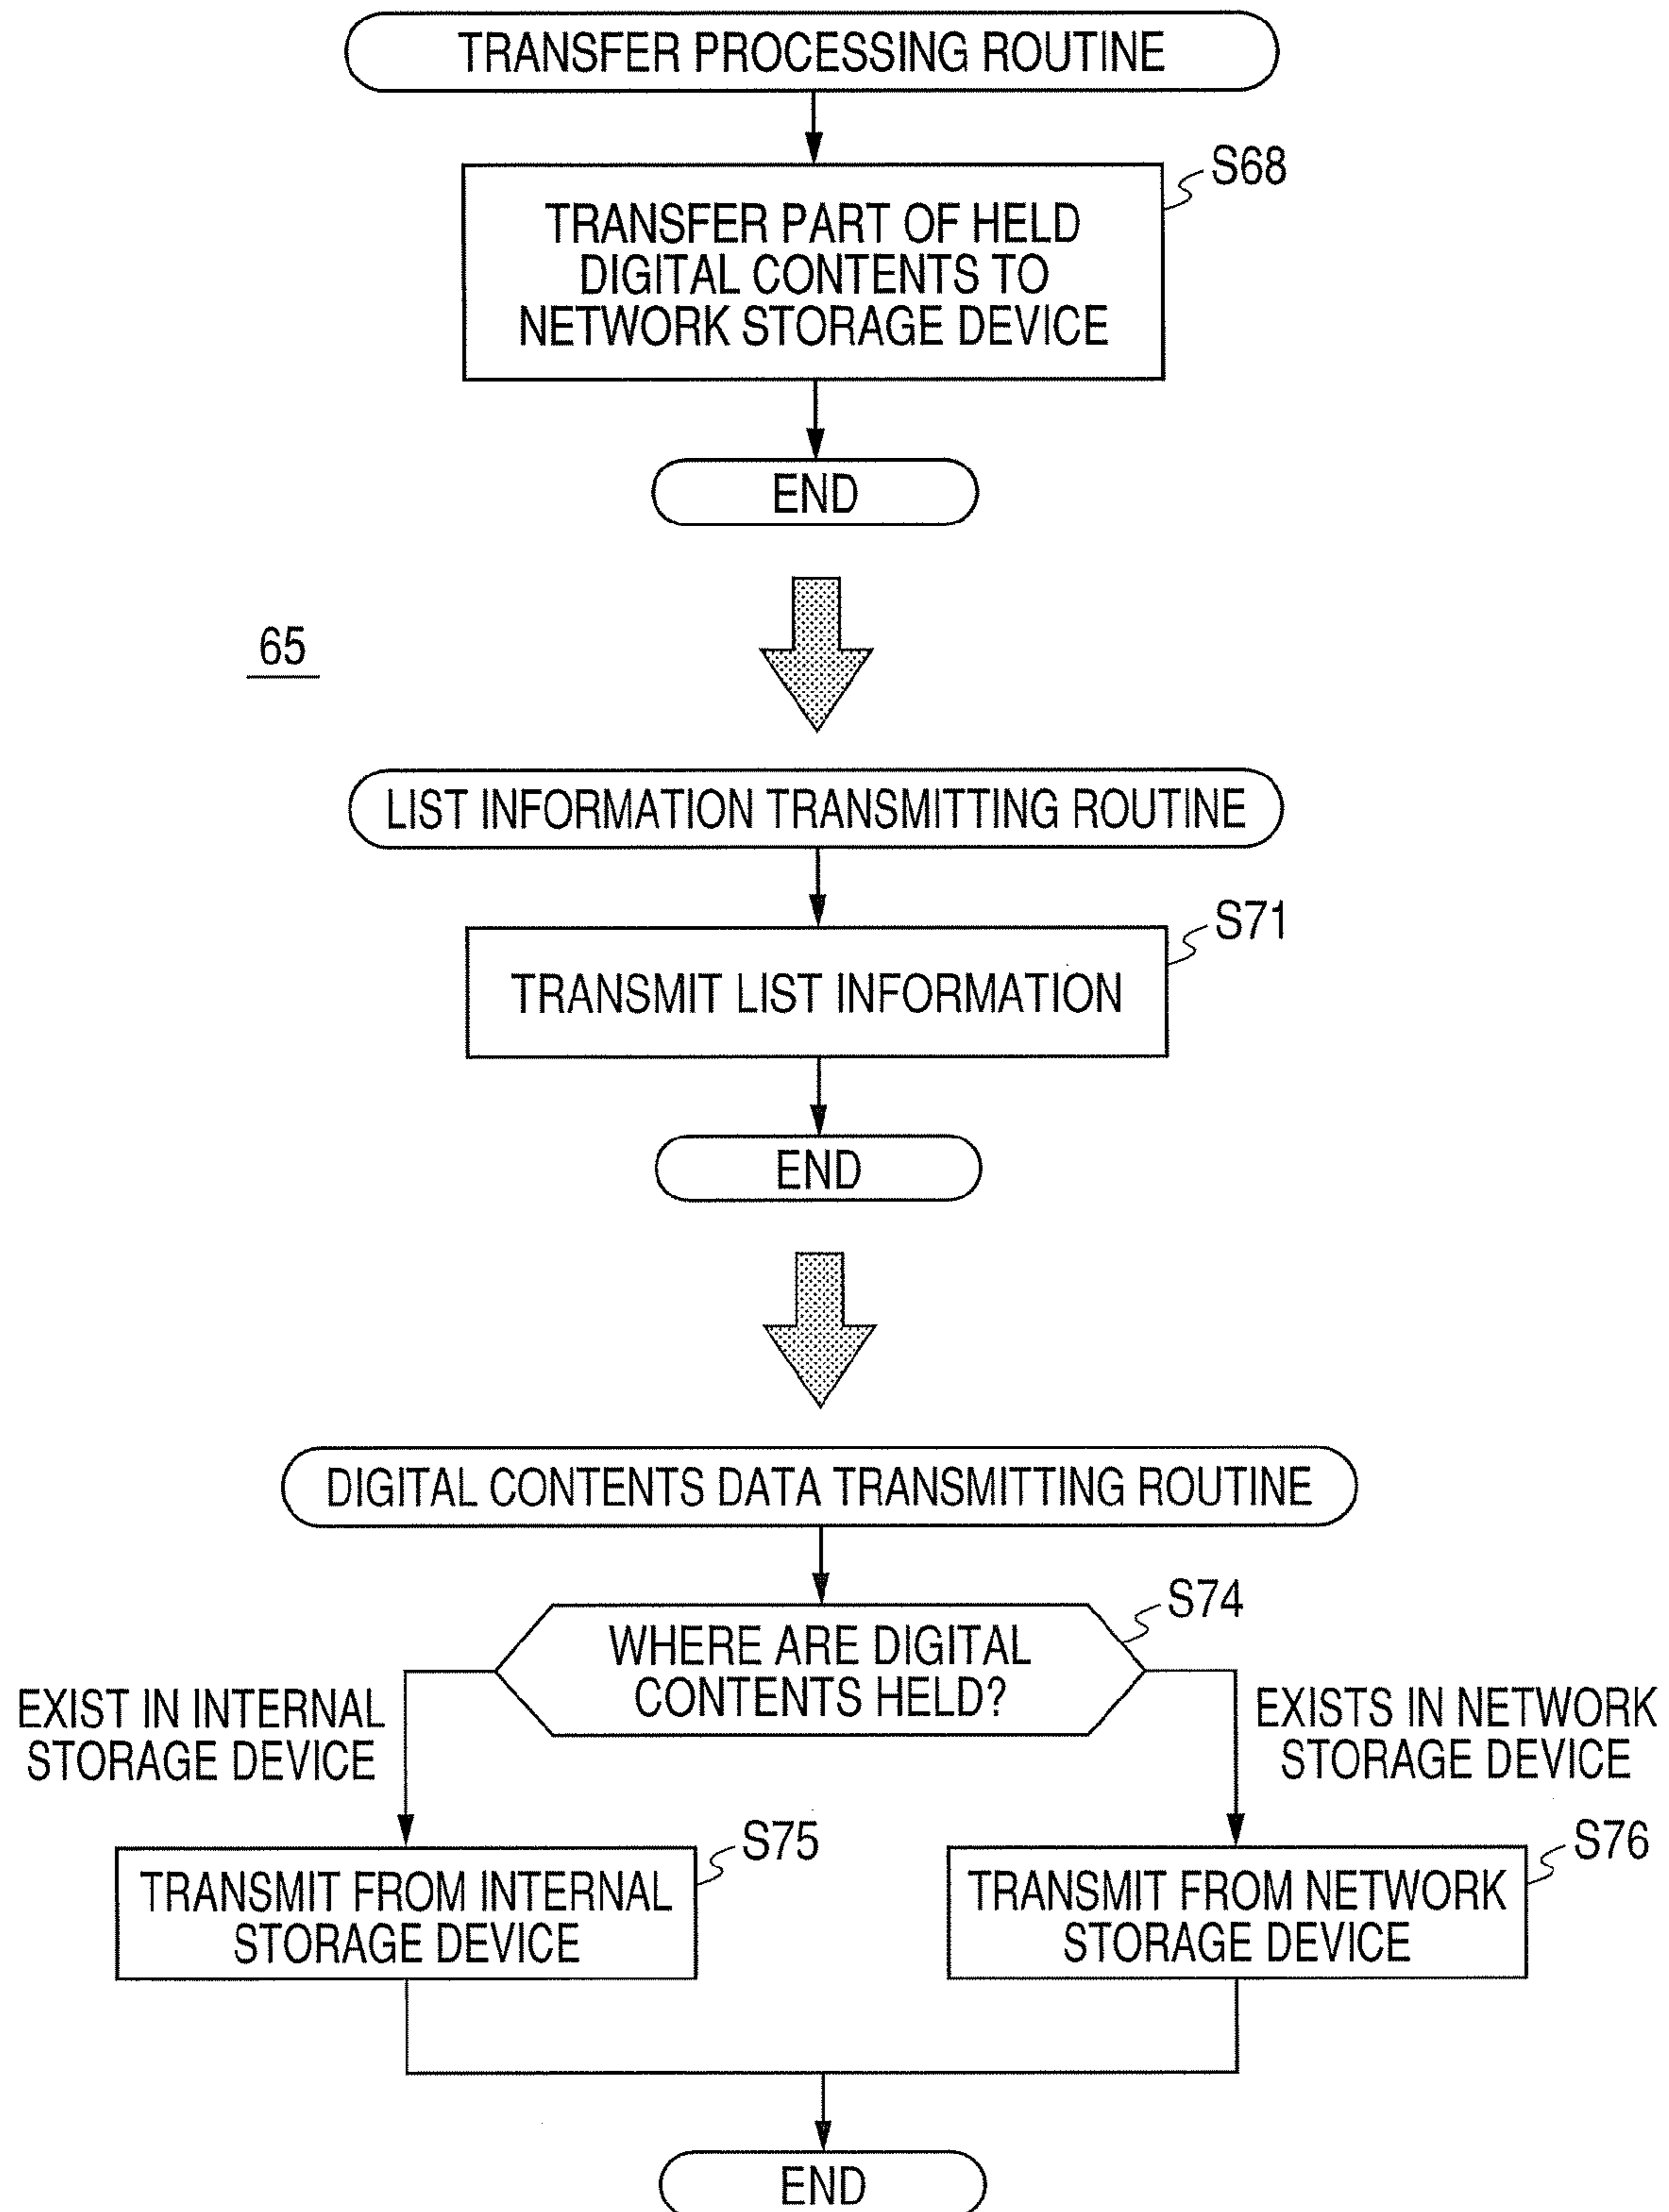 TRANSFER PROCESSING ROUTINE
S68
TRANSFER PART OF HELD
DIGITAL CONTENTS TO
NETWORK STORAGE DEVICE
END
65
LIST INFORMATION TRANSMITTING ROUTINE
S71
TRANSMIT LIST INFORMATION
END
DIGITAL CONTENTS DATA TRANSMITTING ROUTINE
S74
WHERE ARE DIGITAL
CONTENTS HELD?
EXIST IN INTERNAL
STORAGE DEVICE
EXISTS IN NETWORK
STORAGE DEVICE
S75
TRANSMIT FROM INTERNAL
STORAGE DEVICE
S76
TRANSMIT FROM NETWORK
STORAGE DEVICE
END